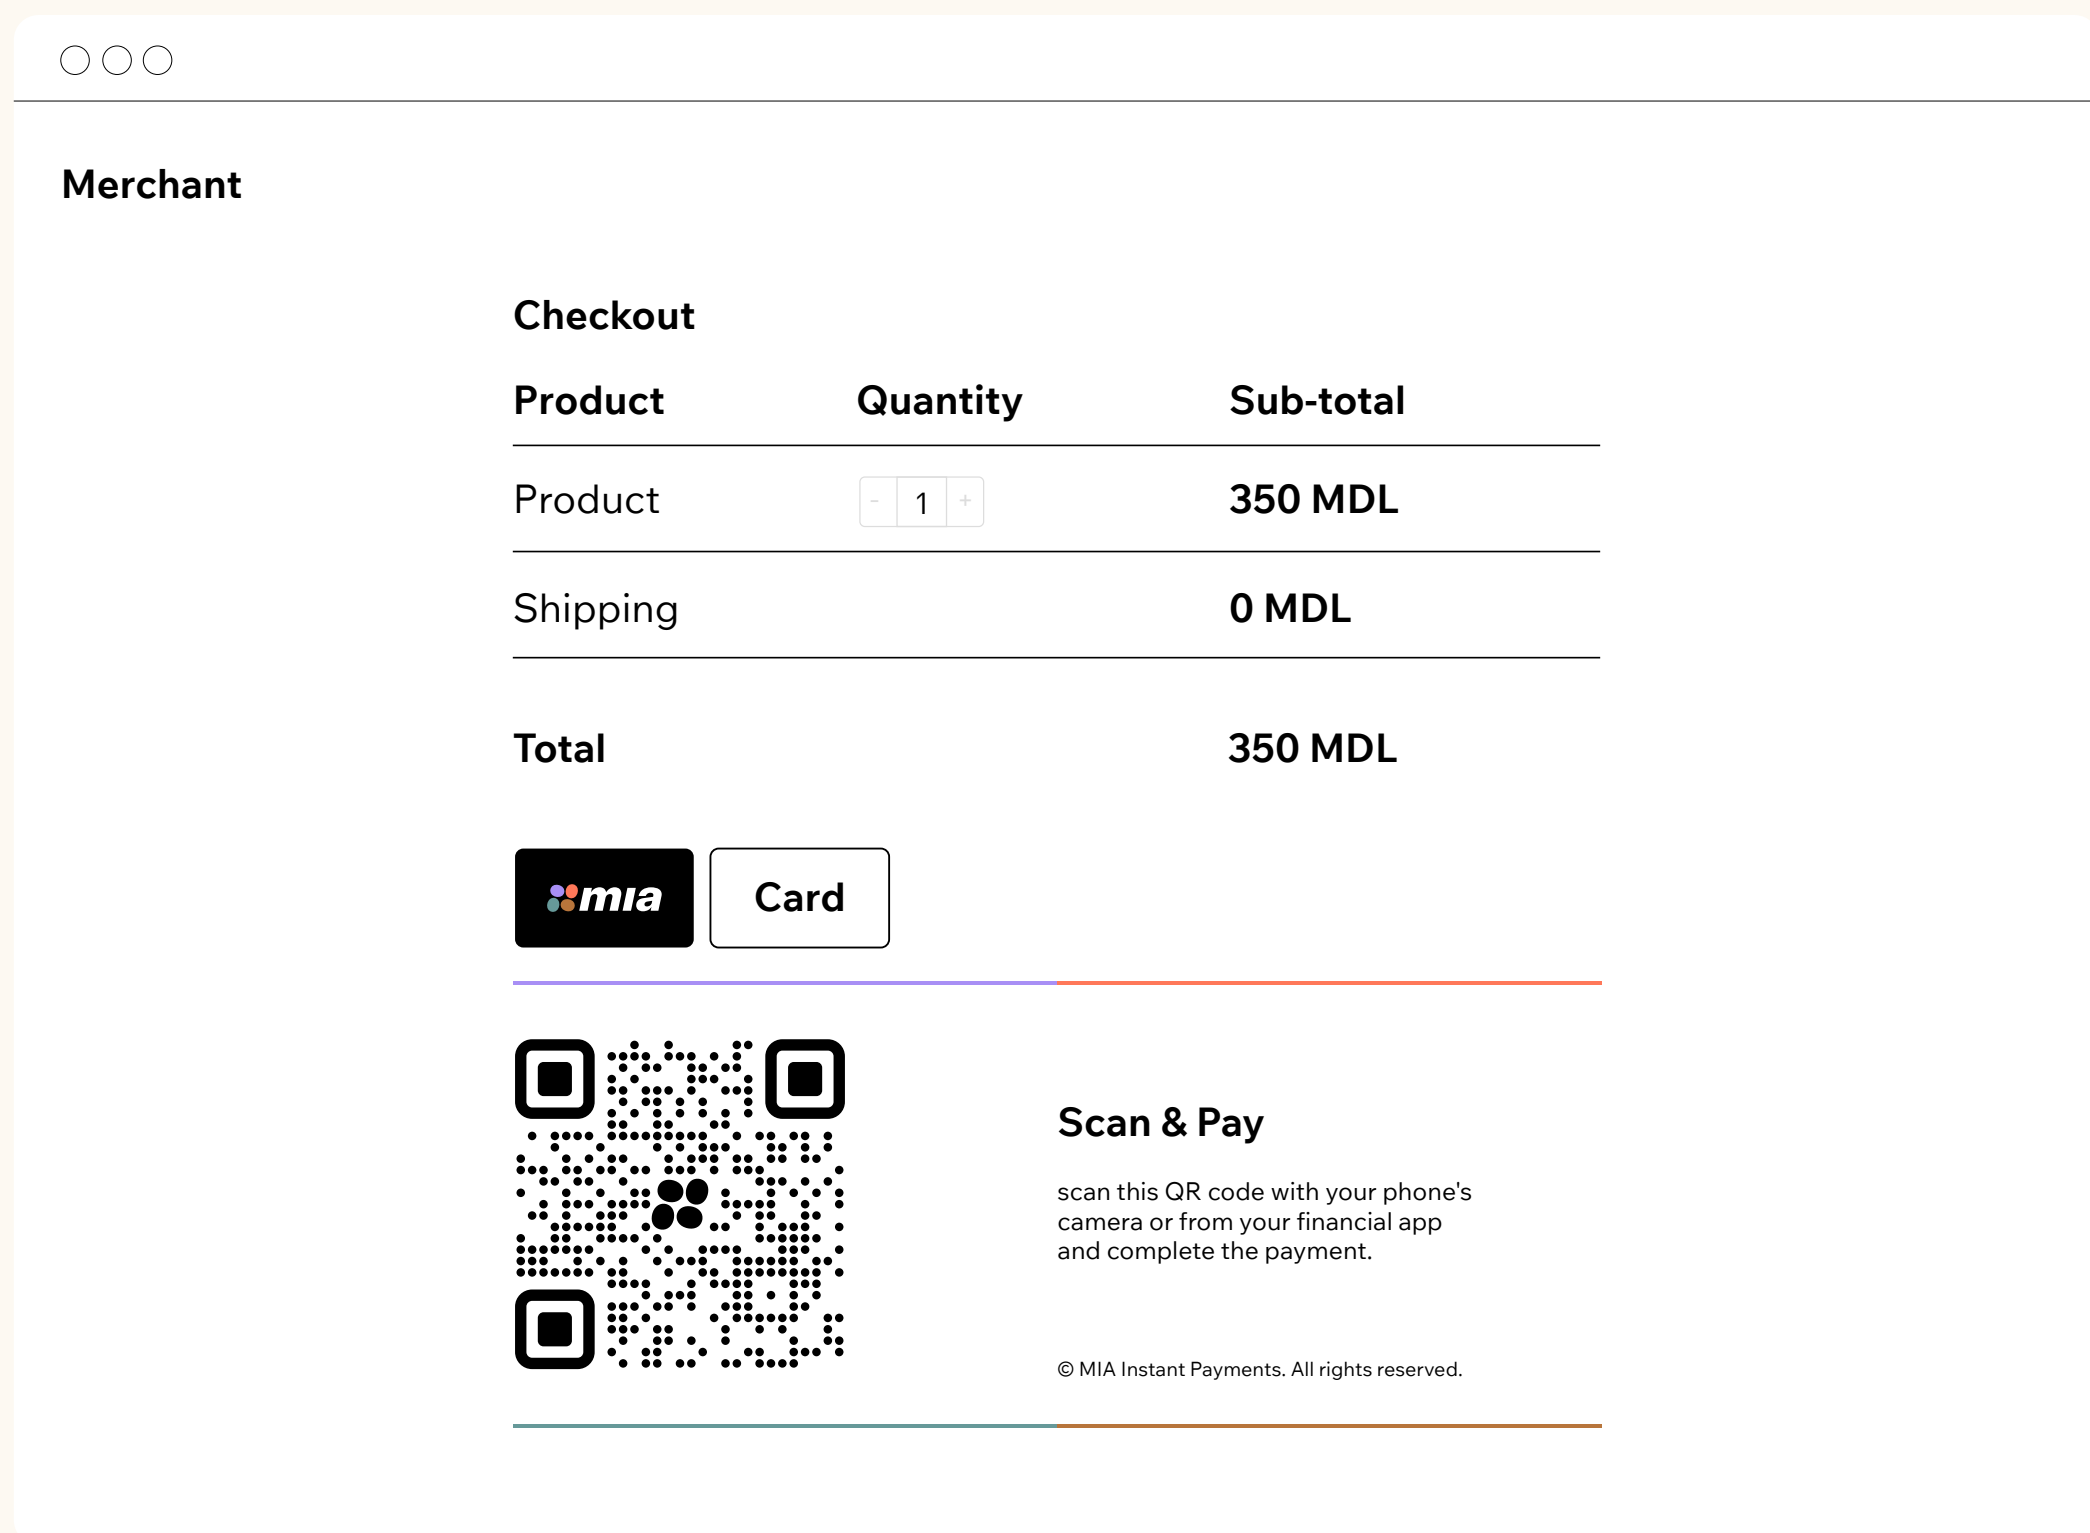 Merchant
Checkout
Product Quantity Sub-total
Product - 1 + 350 MDL
Shipping 0 MDL
Total 350 MDL
mia Card
Scan & Pay
scan this QR code with your phone's
camera or from your financial app
and complete the payment.
© MIA Instant Payments. All rights reserved.